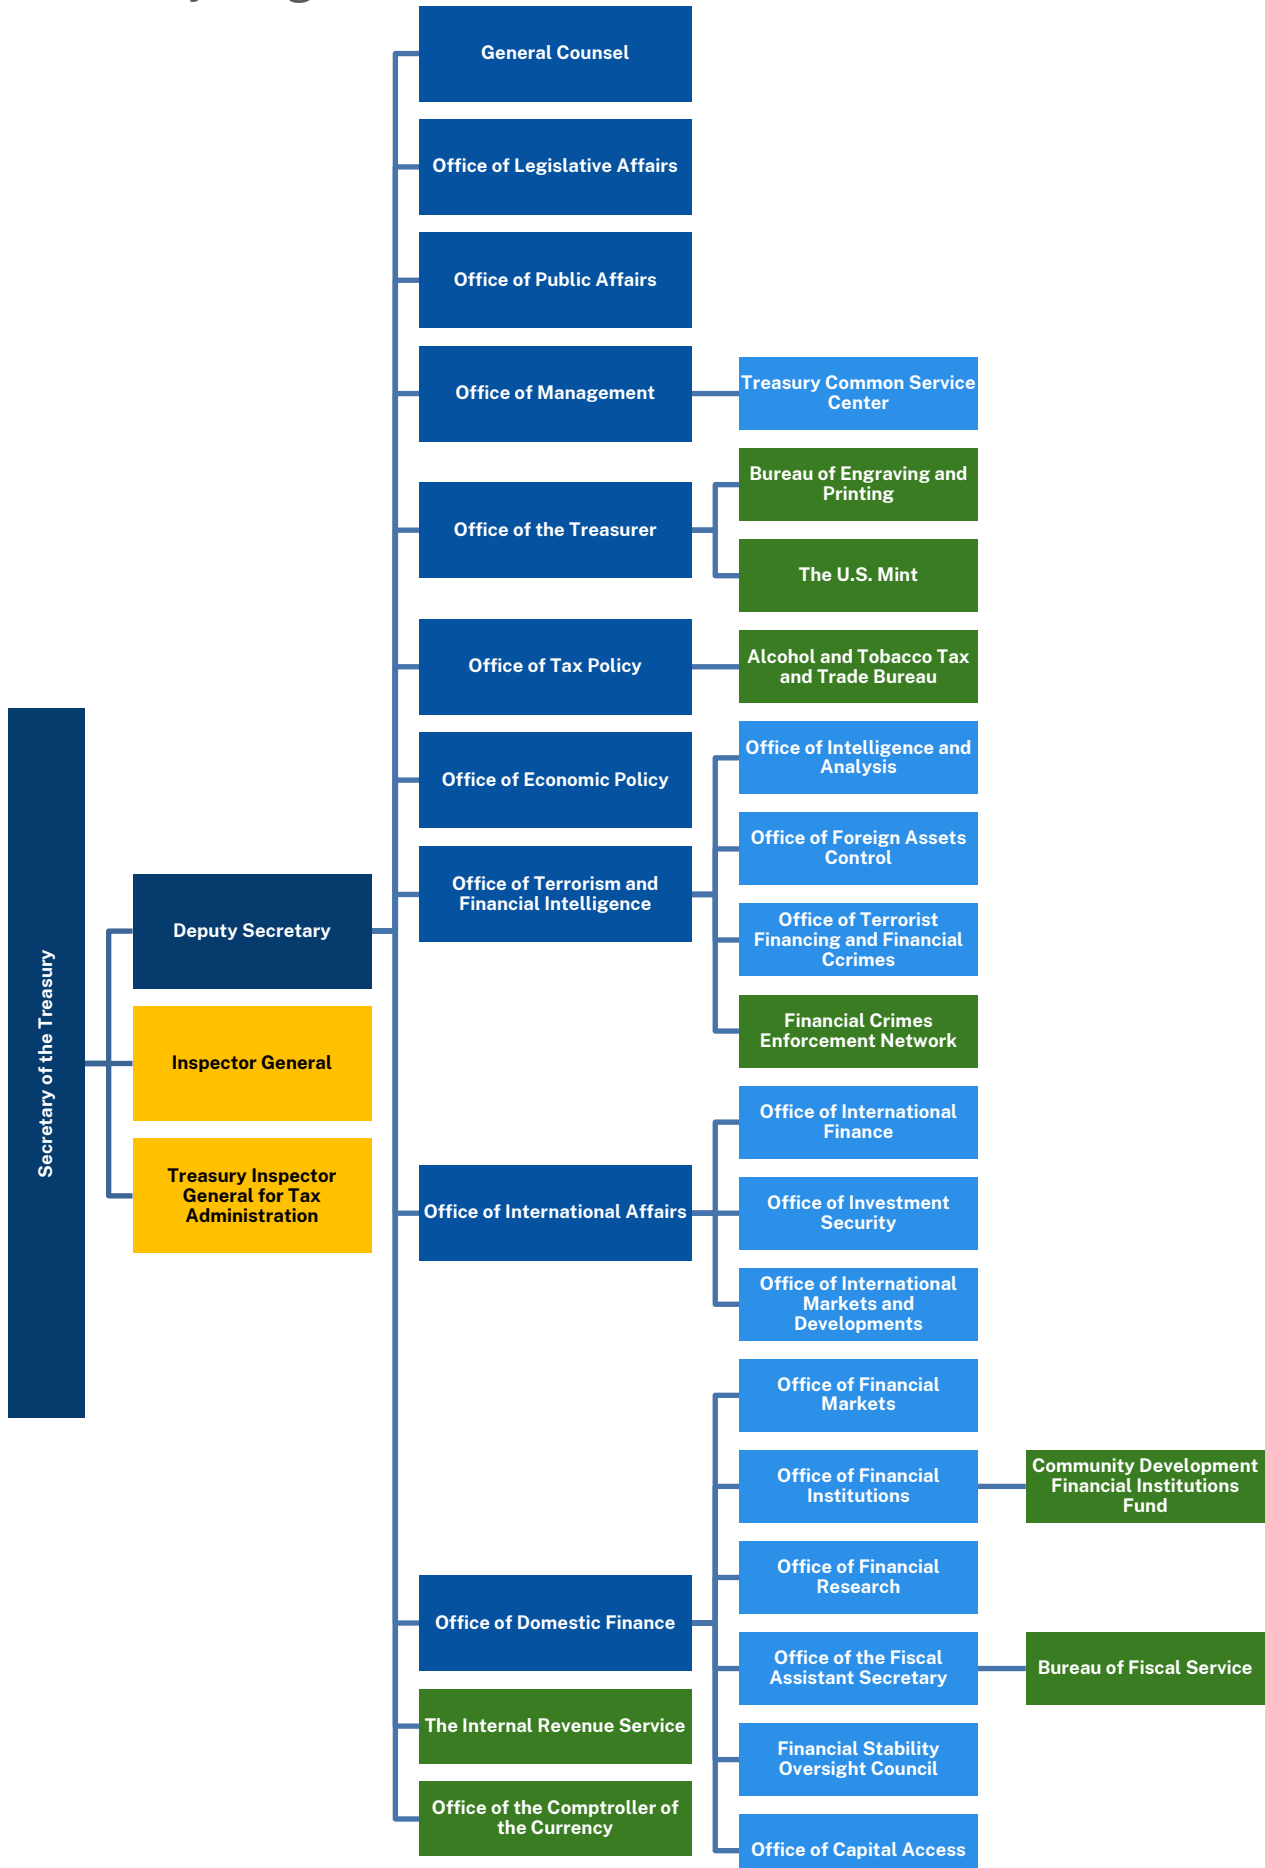 General Counsel
Office of Legislative Affairs
Office of Public Affairs
Office of Management
Treasury Common Service
Center
Bureau of Engraving and
Printing
Office of the Treasurer
The U.S. Mint
Office of Tax Policy
Alcohol and Tobacco Tax
and Trade Bureau
Office of Economic Policy
Office of Intelligence and
Analysis
Office of Foreign Assets
Control
Office of Terrorism and
Financial Intelligence
Office of Terrorist
Financing and Financial
Ccrimes
Financial Crimes
Enforcement Network
Secretary of the Treasury
Deputy Secretary
Inspector General
Treasury Inspector
General for Tax
Administration
Office of International
Finance
Office of International Affairs
Office of Investment
Security
Office of International
Markets and
Developments
Office of Financial
Markets
Office of Financial
Institutions
Community Development
Financial Institutions
Fund
Office of Financial
Research
Office of Domestic Finance
Office of the Fiscal
Assistant Secretary
Bureau of Fiscal Service
The Internal Revenue Service
Financial Stability
Oversight Council
Office of the Comptroller of
the Currency
Office of Capital Access